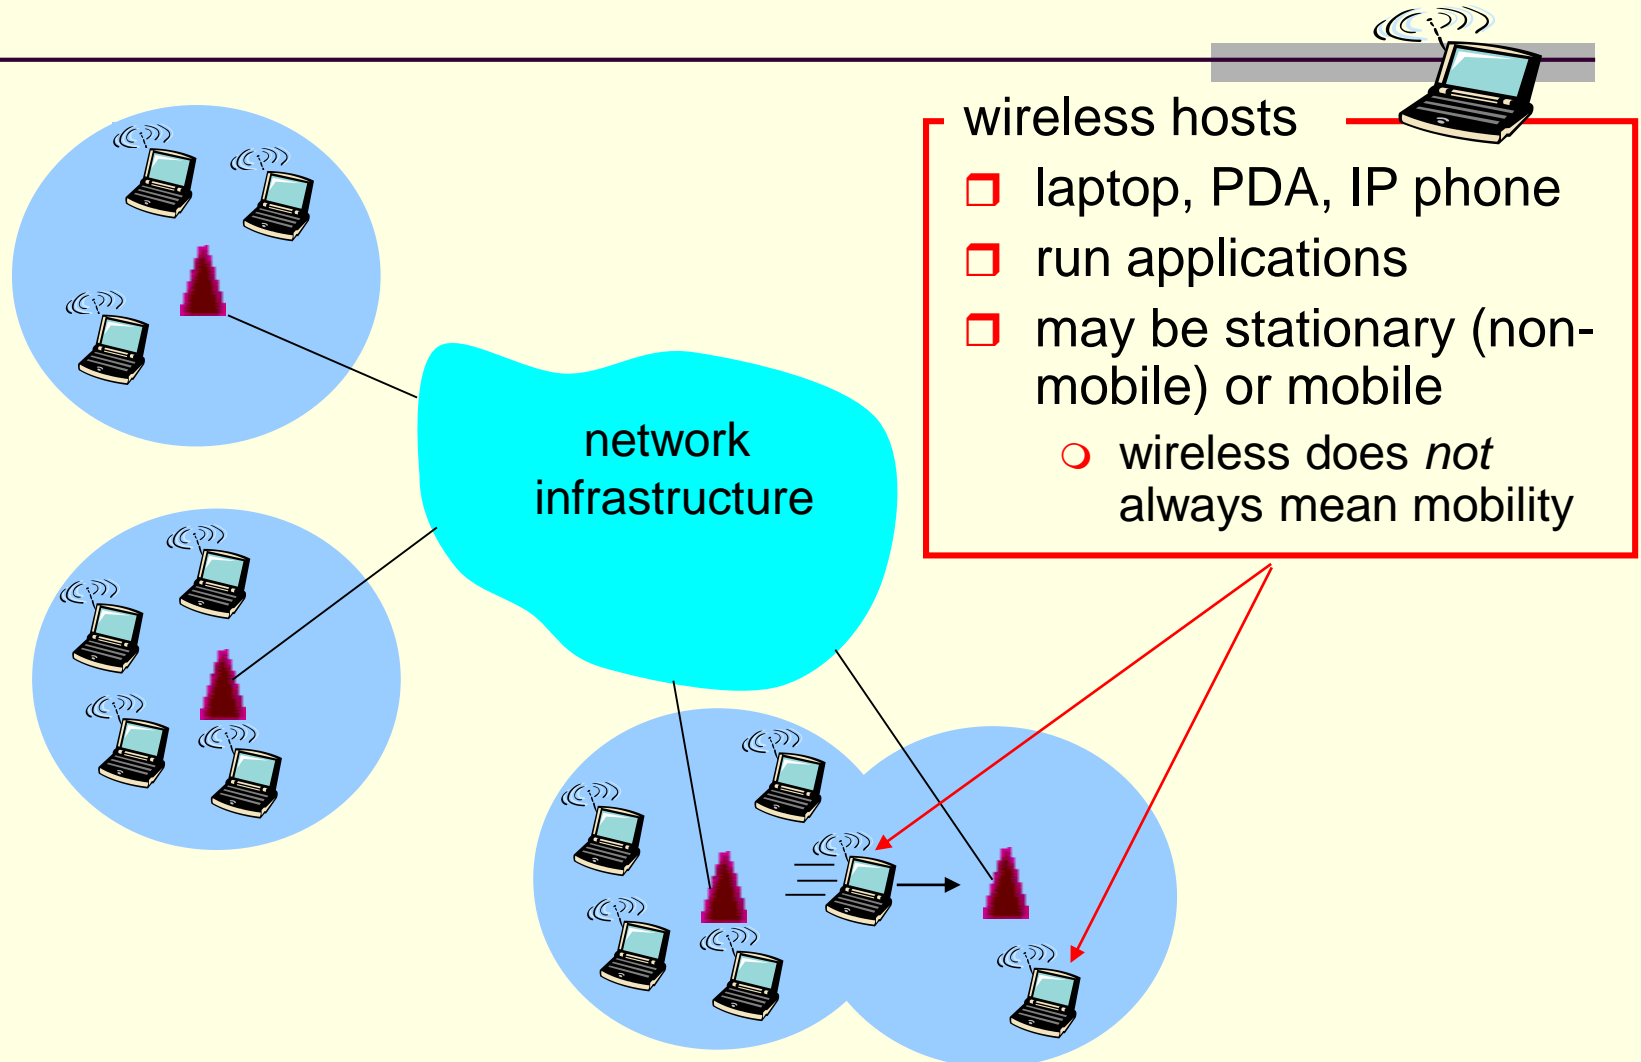 wireless hosts
laptop, PDA, IP phone
run applications
may be stationary (non-
mobile) or mobile
wireless does not
always mean mobility
network
infrastructure